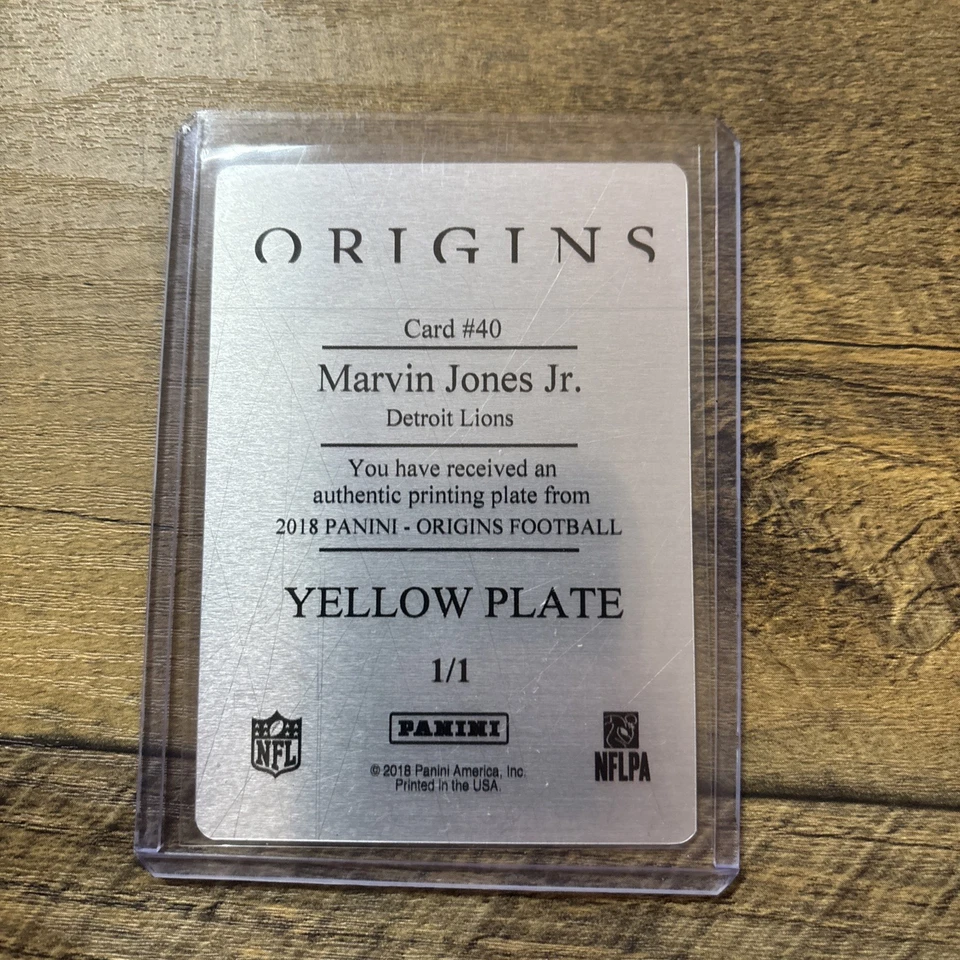 ORIGINS
Card #40
Marvin Jones Jr.
Detroit Lions
You have received an
authentic printing plate from
2018 PANINI - ORIGINS FOOTBALL
YELLOW PLATE
1/1
NFL
PANINI
NFLPA
© 2018 Panini America, Inc.
Printed in the USA.